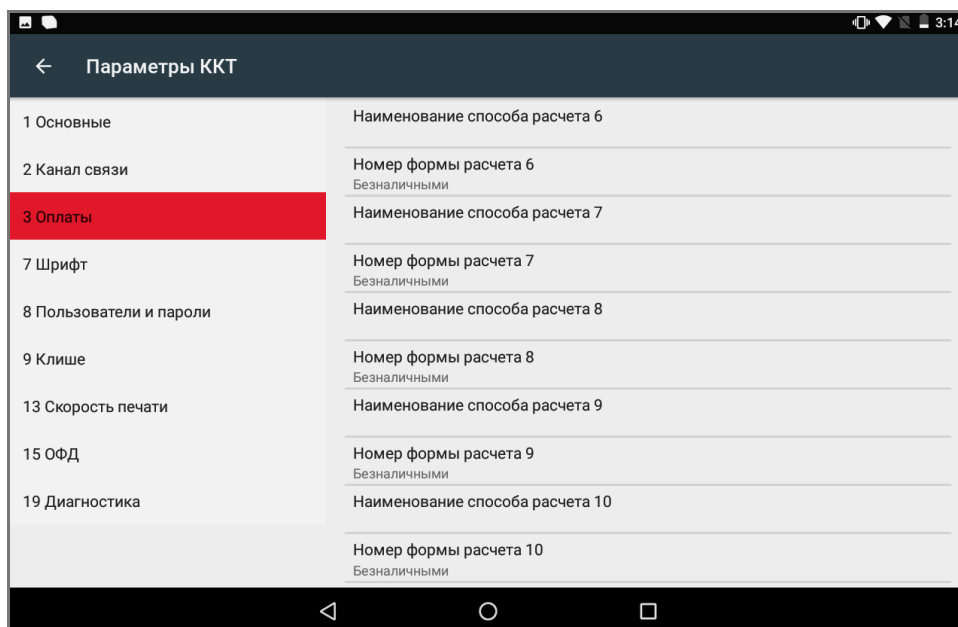 3:14
Параметры ККТ
1 Основные
2 Канал связи
3 Оплаты
7 Шрифт
8 Пользователи и пароли
9 Клише
13 Скорость печати
15 ОФД
19 Диагностика
Наименование способа расчета 6
Номер формы расчета 6
Безналичными
Наименование способа расчета 7
Номер формы расчета 7
Безналичными
Наименование способа расчета 8
Номер формы расчета 8
Безналичными
Наименование способа расчета 9
Номер формы расчета 9
Безналичными
Наименование способа расчета 10
Номер формы расчета 10
Безналичными